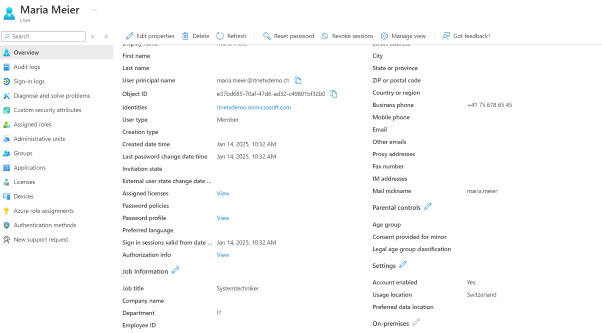 Maria Meier
User
Search
Edit properties
Delete
Refresh
Reset password
Revoke sessions
Manage view
Got feedback?
Overview
Audit logs
Sign-in logs
Diagnose and solve problems
Custom security attributes
Assigned roles
Administrative units
Groups
Applications
Licenses
Devices
Azure role assignments
Authentication methods
New support request
Display name maria meier
First name
Last name
User principal name maria.meier@itnetxdemo.ch
Object ID e37bd685-70af-47d6-ad32-c49801bf32b0
Identities itnetxdemo.onmicrosoft.com
User type Member
Creation type
Created date time Jan 14, 2025, 10:32 AM
Last password change date time Jan 14, 2025, 10:32 AM
Invitation state
External user state change date ...
Assigned licenses View
Password policies
Password profile View
Preferred language
Sign in sessions valid from date ... Jan 14, 2025, 10:32 AM
Authorization info View
Job Information
Job title Systemtechniker
Company name
Department IT
Employee ID
Street address
City
State or province
ZIP or postal code
Country or region
Business phone +41 75 678 65 45
Mobile phone
Email
Other emails
Proxy addresses
Fax number
IM addresses
Mail nickname maria.meier
Parental controls
Age group
Consent provided for minor
Legal age group classification
Settings
Account enabled Yes
Usage location Switzerland
Preferred data location
On-premises